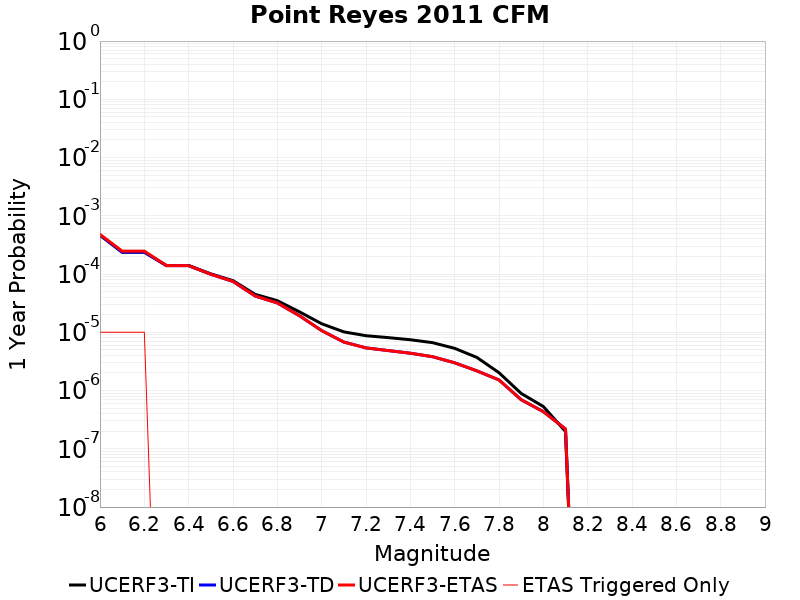 Point Reyes 2011 CFM
10^0
10^-1
10^-2
10^-3
10^-4
10^-5
10^-6
10^-7
10^-8
1 Year Probability
6 6.2 6.4 6.6 6.8 7 7.2 7.4 7.6 7.8 8 8.2 8.4 8.6 8.8 9
Magnitude
UCERF3-TI UCERF3-TD UCERF3-ETAS ETAS Triggered Only